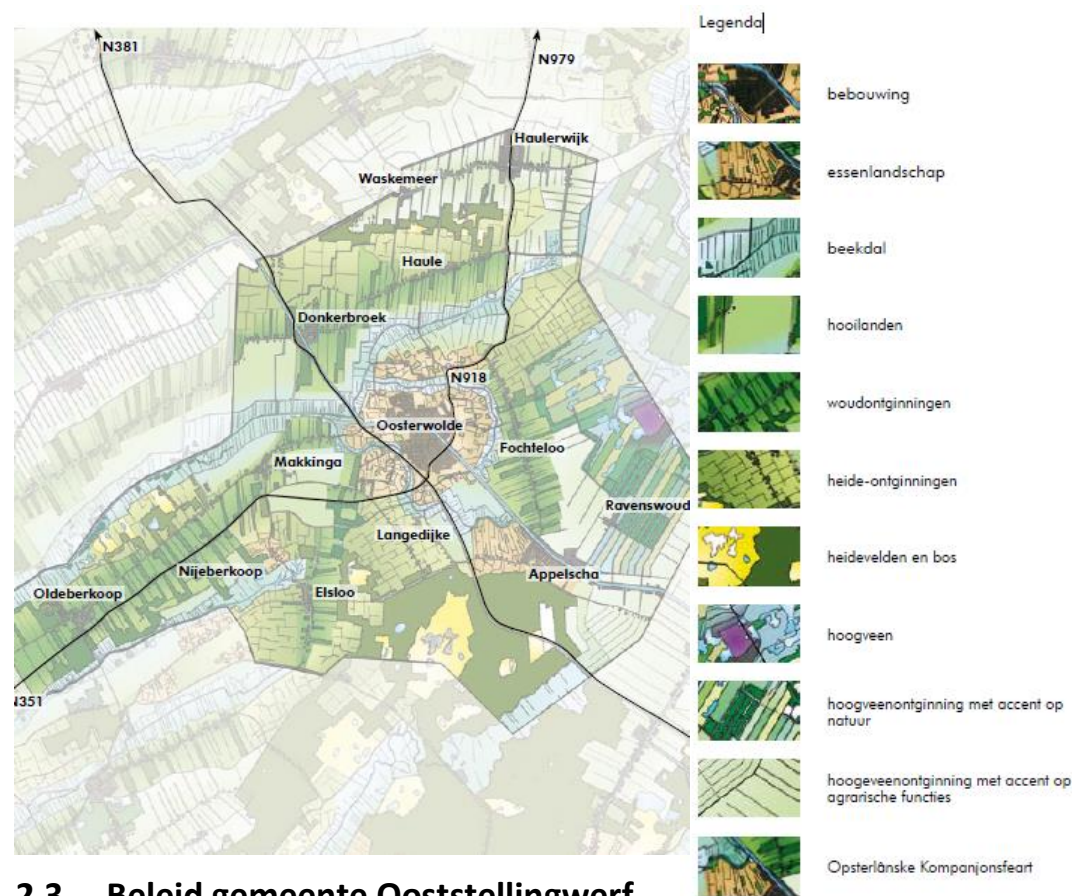 N381
N979
Haulerwijk
Waskemeer
Haule
Donkerbroek
N918
Oosterwolde
Fochteloo
Makkinga
Ravenswoud
Langedijke
Appelscha
Nijeberkoop
Elsloo
Oldeberkoop
N351
Legenda
bebouwing
essenlandschap
beekdal
hooilanden
woudontginningen
heide-ontginningen
heidevelden en bos
hoogveen
hoogveenontginning met accent op
natuur
hoogeveenontginning met accent op
agrarische functies
Opsterlânske Kompanjonsfeart
2.3 Beleid gemeente Ooststellingwerf